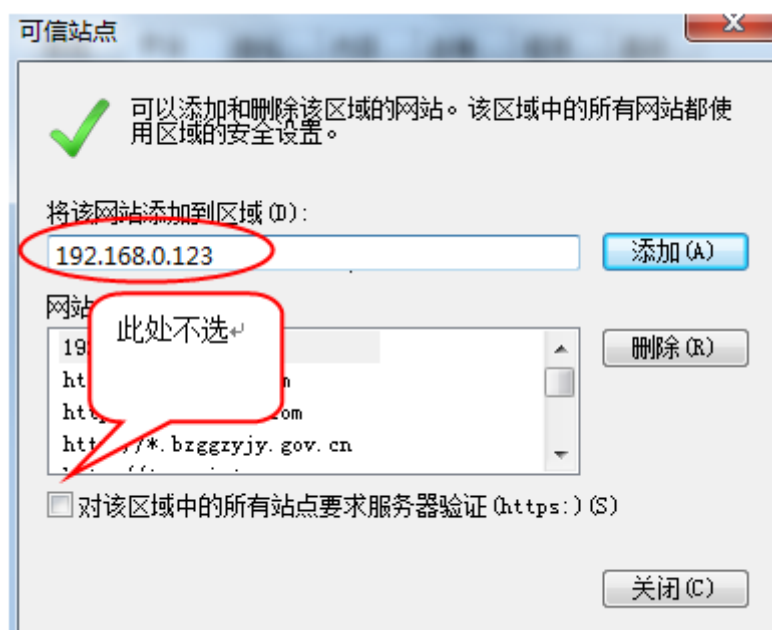 可信站点
可以添加和删除该区域的网站。该区域中的所有网站都使
用区域的安全设置。
将该网站添加到区域(D):
192.168.0.123
添加(A)
网站
此处不选
删除(R)
*.bzggzyjy.gov.cn
对该区域中的所有站点要求服务器验证(https:)(S)
关闭(C)